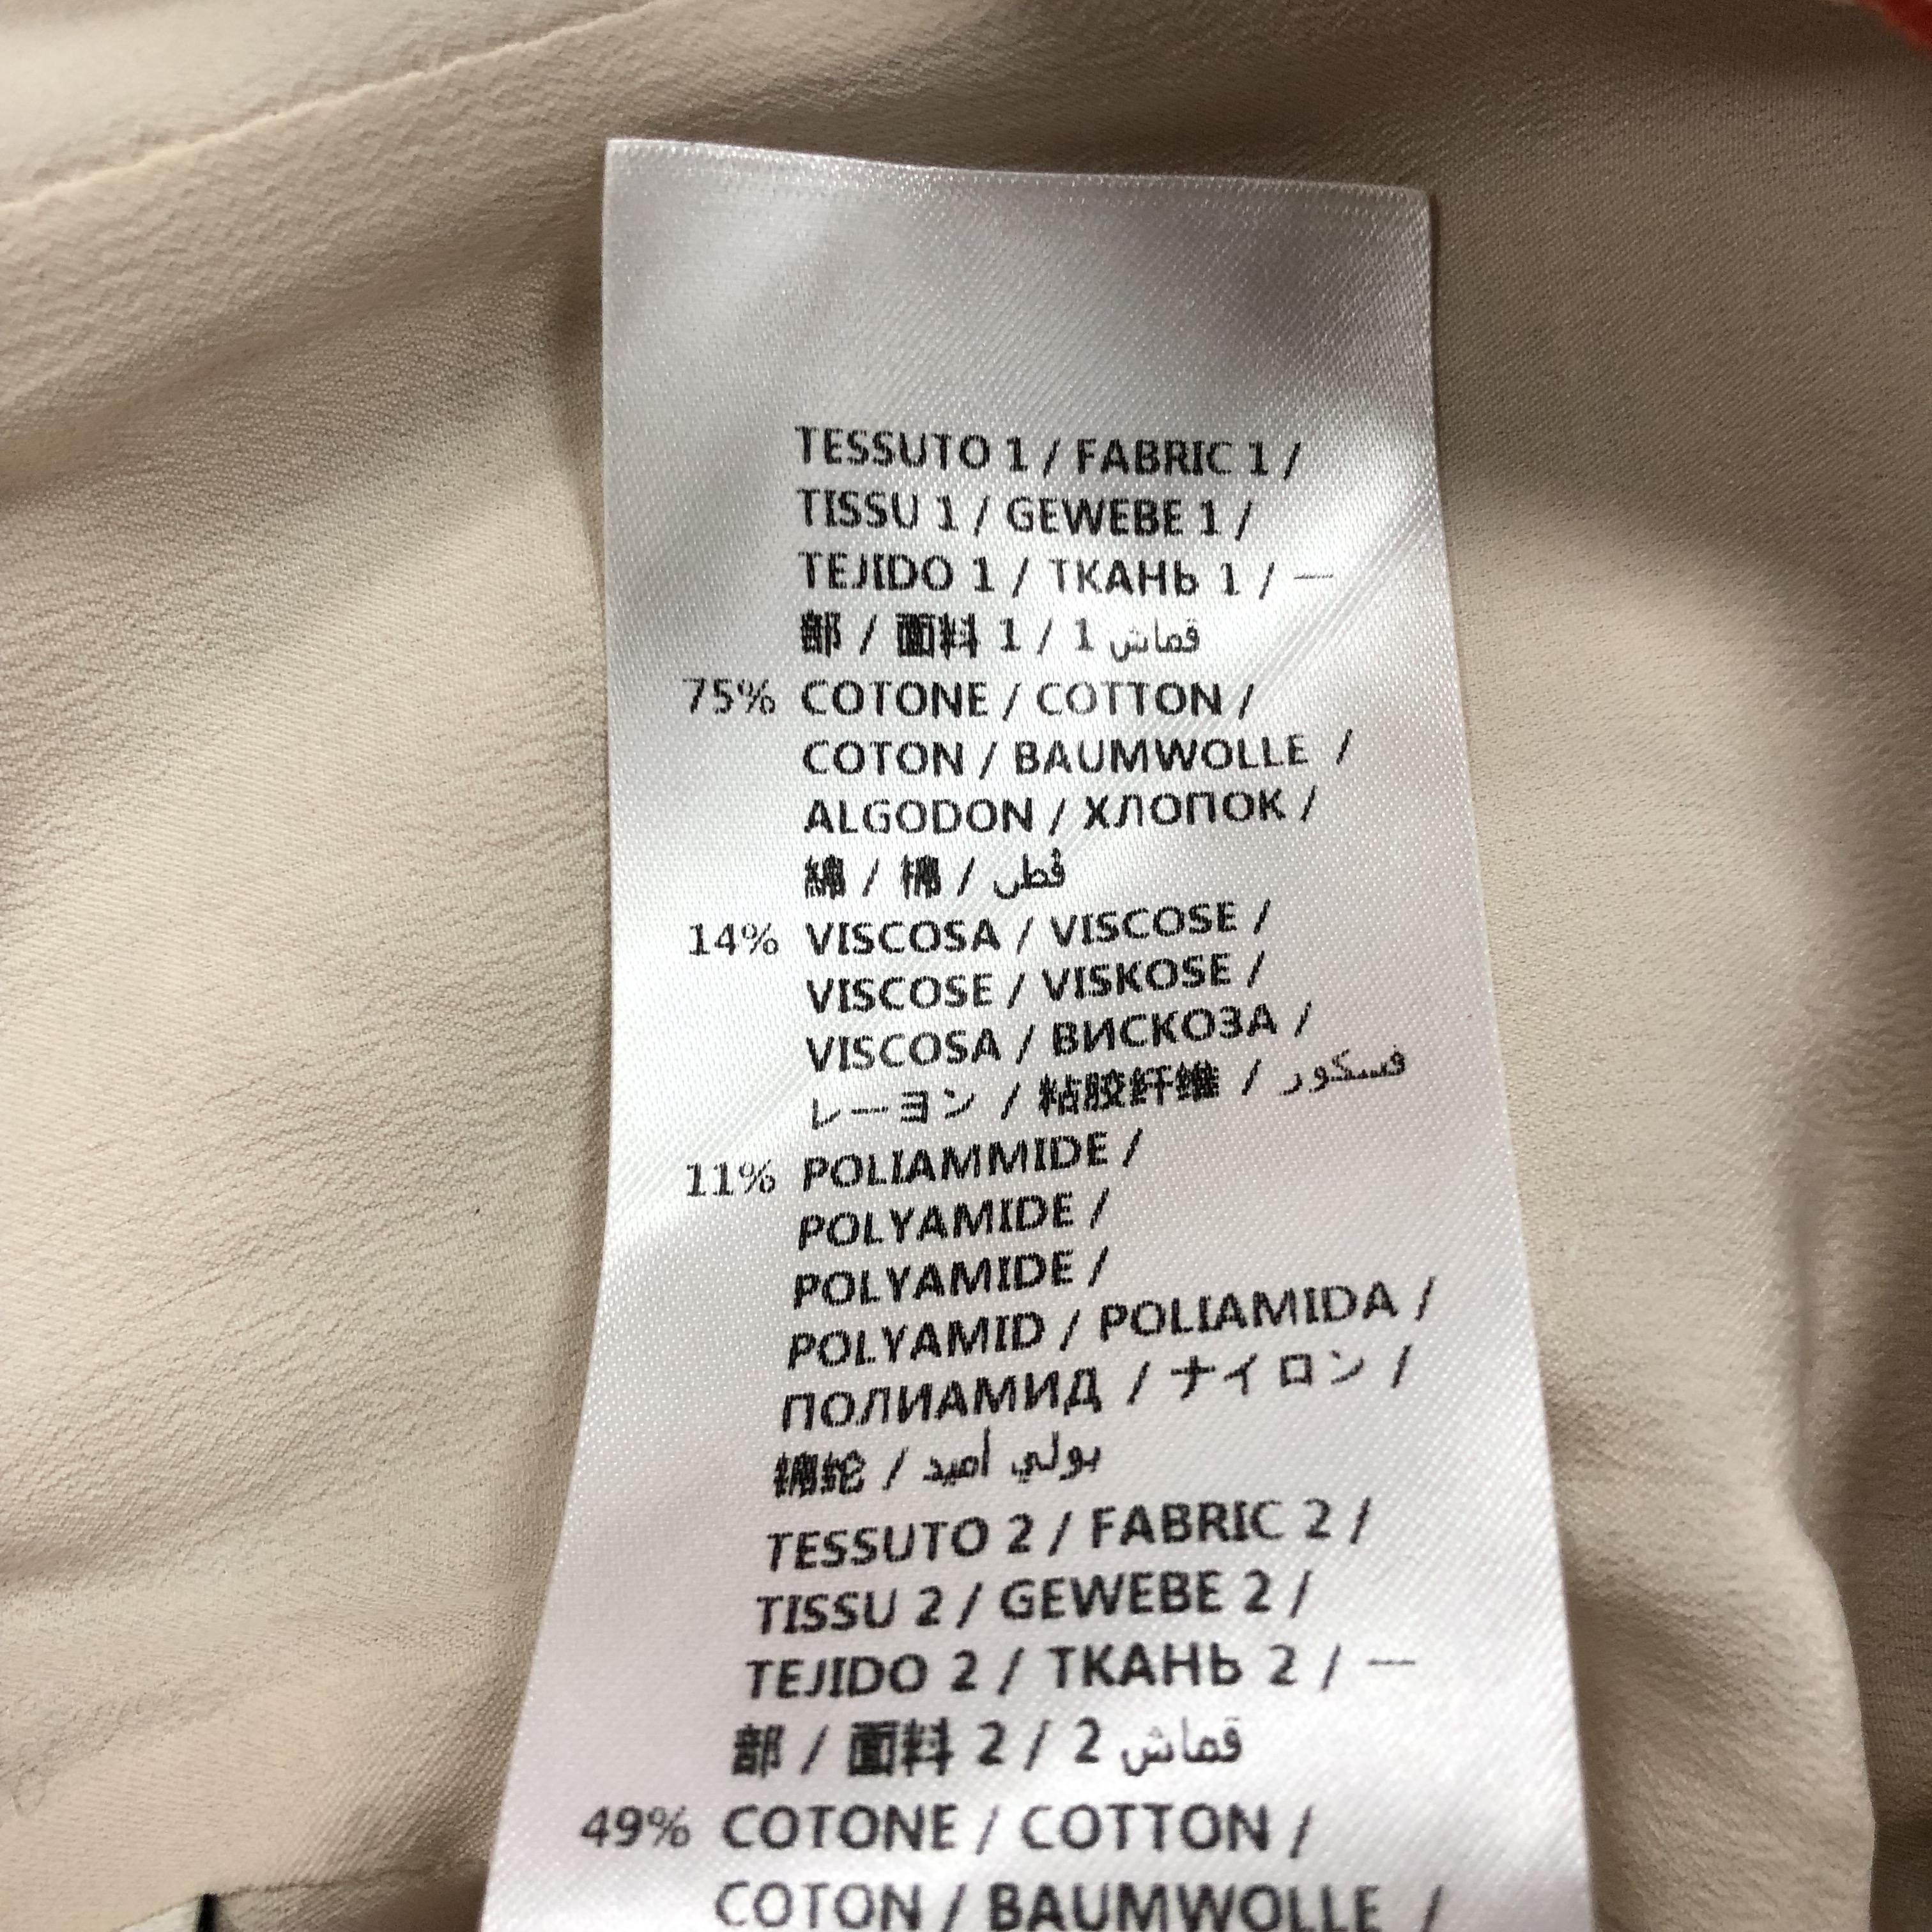 TESSUTO 1 / FABRIC 1 /
TISSU 1 / GEWEBE 1 /
TEJIDO 1 / ТКАНЬ 1 / —
部 / 面料 1 / 1 قماش
75% COTONE / COTTON /
COTON / BAUMWOLLE /
ALGODON / ХЛОПОК /
綿 / 棉 / قطن
14% VISCOSA / VISCOSE /
VISCOSE / VISKOSE /
VISCOSA / ВИСКОЗА /
レーヨン / 粘胶纤维 / فسكوز
11% POLIAMMIDE /
POLYAMIDE /
POLYAMIDE /
POLYAMID / POLIAMIDA /
ПОЛИАМИД / ナイロン /
锦纶 / بولي أميد
TESSUTO 2 / FABRIC 2 /
TISSU 2 / GEWEBE 2 /
TEJIDO 2 / ТКАНЬ 2 / —
部 / 面料 2 / 2 قماش
49% COTONE / COTTON /
COTON / BAUMWOLLE /